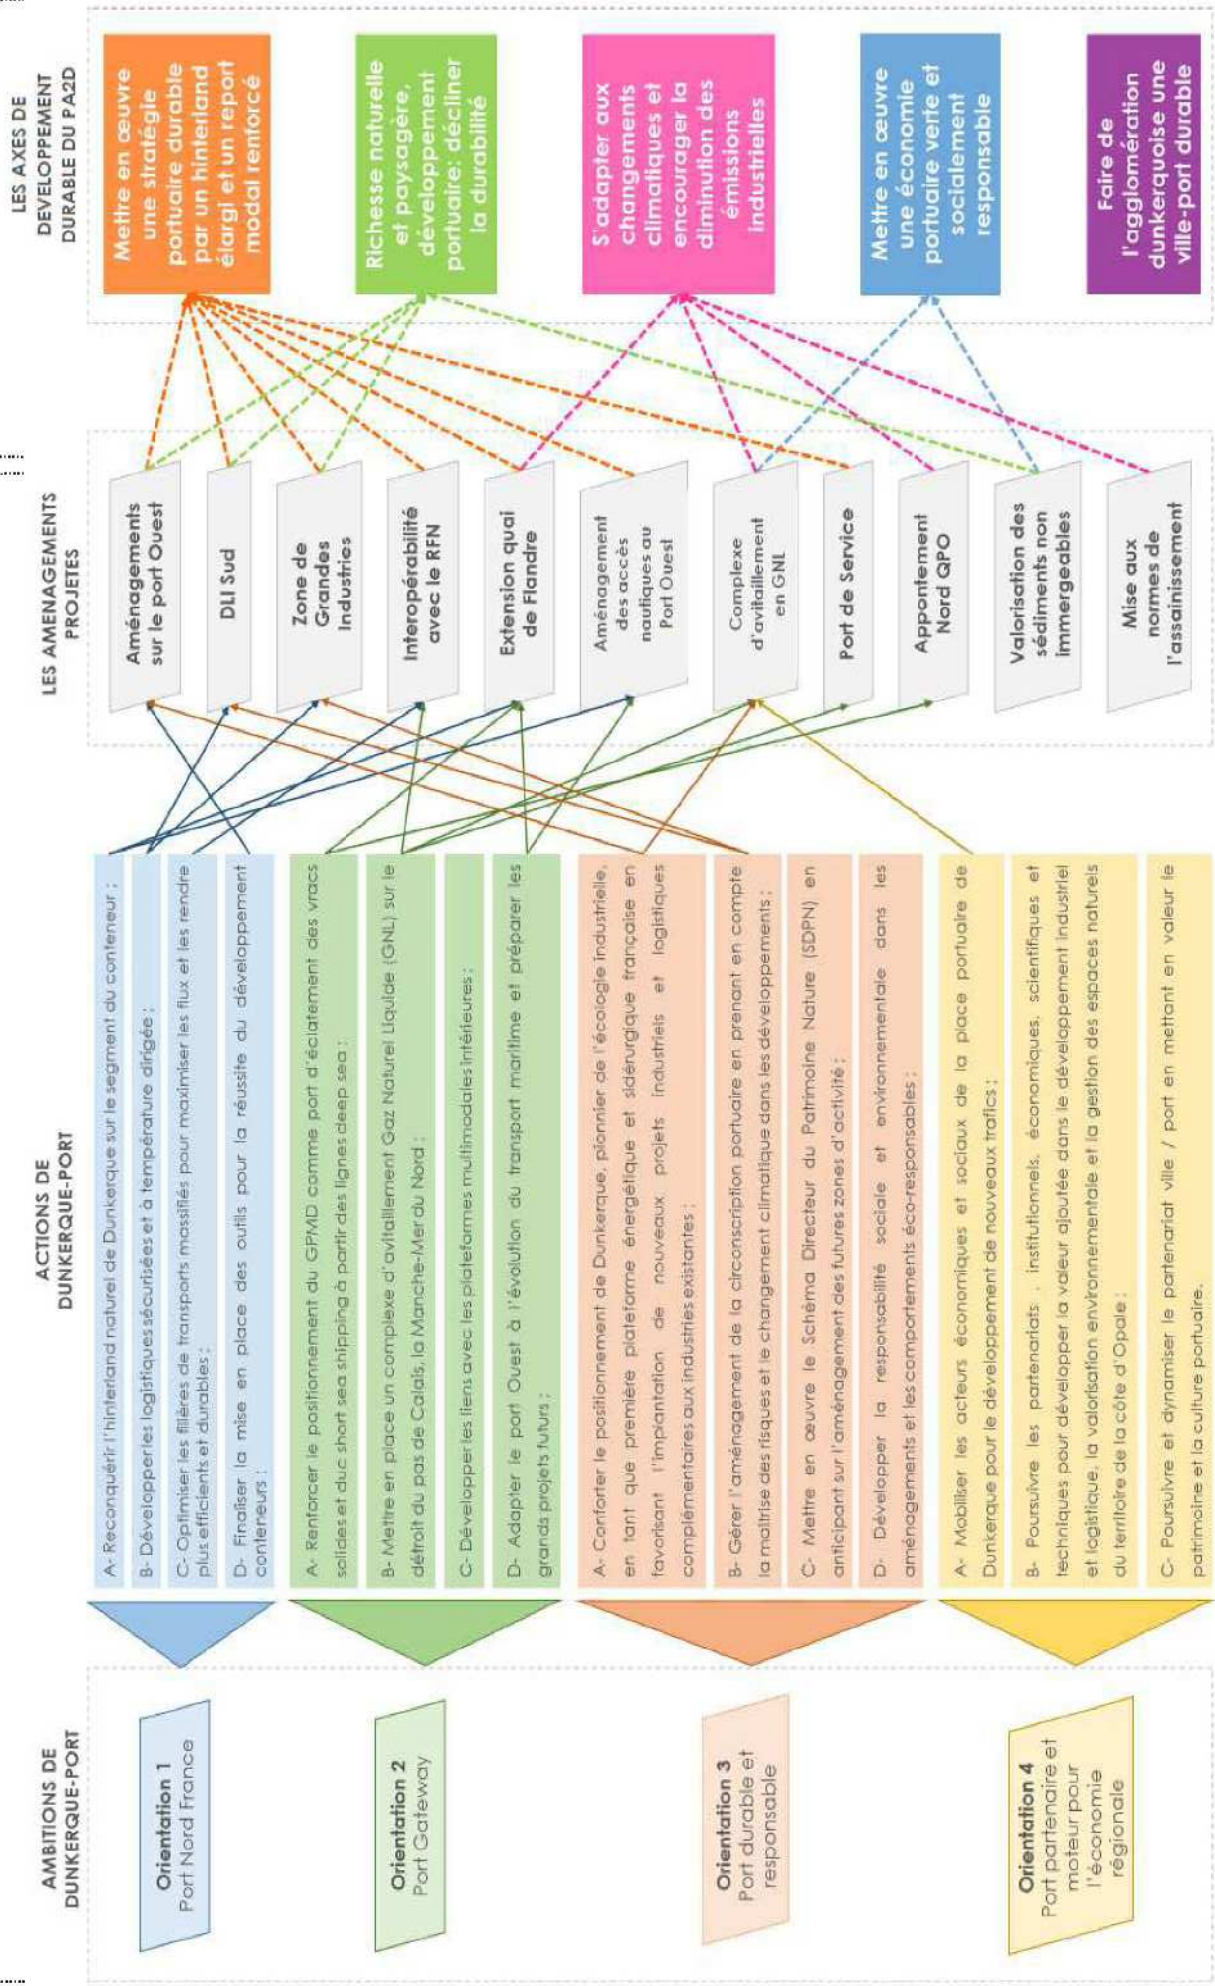 AMBITIONS DE
DUNKERQUE-PORT
Orientation 1
Port Nord France
Orientation 2
Port Gateway
Orientation 3
Port durable et
responsable
Orientation 4
Port partenaire et
moteur pour
l'économie
régionale
ACTIONS DE
DUNKERQUE-PORT
A- Reconquérir l'hinterland naturel de Dunkerque sur le segment du conteneur ;
B- Développer les logistiques sécurisées et à température dirigée ;
C- Optimiser les filières de transports massifiés pour maximiser les flux et les rendre
plus efficients et durables ;
D- Finaliser la mise en place des outils pour la réussite du développement
conteneurs ;
A- Renforcer le positionnement du GPMD comme port d'éclatement des vracs
solides et duc short sea shipping à partir des lignes deep sea ;
B- Mettre en place un complexe d'avitaillement Gaz Naturel Liquide (GNL) sur le
détroit du pas de Calais, la Manche-Mer du Nord ;
C- Développer les liens avec les plateformes multimodales intérieures ;
D- Adapter le port Ouest à l'évolution du transport maritime et préparer les
grands projets futurs ;
A- Conforter le positionnement de Dunkerque, pionnier de l'écologie industrielle,
en tant que première plateforme énergétique et sidérurgique française en
favorisant l'implantation de nouveaux projets industriels et logistiques
complémentaires aux industries existantes ;
B- Gérer l'aménagement de la circonscription portuaire en prenant en compte
la maîtrise des risques et le changement climatique dans les développements ;
C- Mettre en œuvre le Schéma Directeur du Patrimoine Nature (SDPN) en
anticipant sur l'aménagement des futures zones d'activité ;
D- Développer la responsabilité sociale et environnementale dans les
aménagements et les comportements éco-responsables ;
A- Mobiliser les acteurs économiques et sociaux de la place portuaire de
Dunkerque pour le développement de nouveaux trafics ;
B- Poursuivre les partenariats , institutionnels, économiques, scientifiques et
techniques pour développer la valeur ajoutée dans le développement industriel
et logistique, la valorisation environnementale et la gestion des espaces naturels
du territoire de la côte d'Opale ;
C- Poursuivre et dynamiser le partenariat ville / port en mettant en valeur le
patrimoine et la culture portuaire.
LES AMENAGEMENTS
PROJETES
Aménagements
sur le port Ouest
DLI Sud
Zone de
Grandes
Industries
Interopérabilité
avec le RFN
Extension quai
de Flandre
Aménagement
des accès
nautiques au
Port Ouest
Complexe
d'avitaillement
en GNL
Port de Service
Appontement
Nord QPO
Valorisation des
sédiments non
immergeables
Mise aux
normes de
l'assainissement
LES AXES DE
DEVELOPPEMENT
DURABLE DU PA2D
Mettre en œuvre
une stratégie
portuaire durable
par un hinterland
élargi et un report
modal renforcé
Richesse naturelle
et paysagère,
développement
portuaire: décliner
la durabilité
S'adapter aux
changements
climatiques et
encourager la
diminution des
émissions
industrielles
Mettre en œuvre
une économie
portuaire verte et
socialement
responsable
Faire de
l'agglomération
dunkerquoise une
ville-port durable